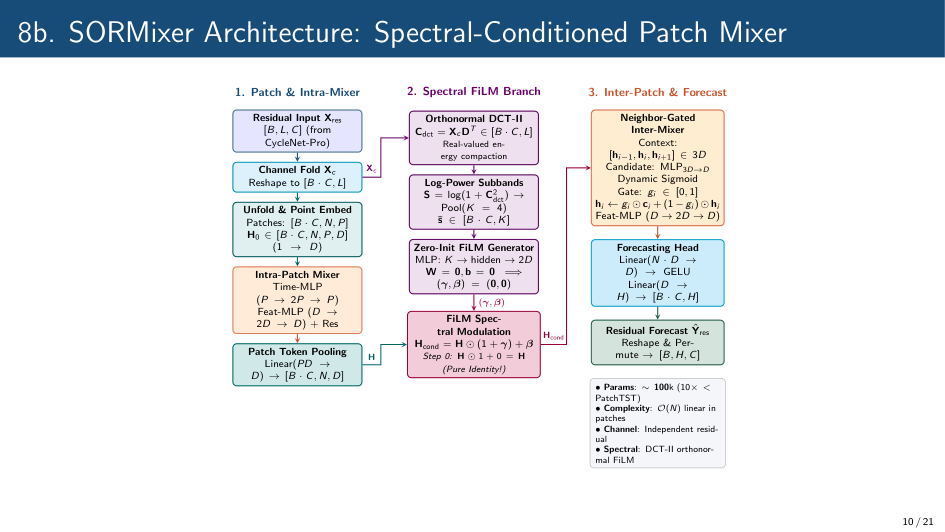 8b. SORMixer Architecture: Spectral-Conditioned Patch Mixer
1. Patch & Intra-Mixer
Residual Input X_res
[B, L, C] (from
CycleNet-Pro)
Channel Fold X_c
Reshape to [B · C, L]
Unfold & Point Embed
Patches: [B · C, N, P]
H_0 ∈ [B · C, N, P, D]
(1 → D)
Intra-Patch Mixer
Time-MLP
(P → 2P → P)
Feat-MLP (D →
2D → D) + Res
Patch Token Pooling
Linear(PD →
D) → [B · C, N, D]
X_c
H
2. Spectral FiLM Branch
Orthonormal DCT-II
C_dct = X_c D^T ∈ [B · C, L]
Real-valued en-
ergy compaction
Log-Power Subbands
S = log(1 + C_dct^2) →
Pool(K = 4)
s̄ ∈ [B · C, K]
Zero-Init FiLM Generator
MLP: K → hidden → 2D
W = 0, b = 0 ⟹
(γ, β) = (0, 0)
(γ, β)
FiLM Spec-
tral Modulation
H_cond = H ⊙ (1 + γ) + β
Step 0: H ⊙ 1 + 0 = H
(Pure Identity!)
H_cond
3. Inter-Patch & Forecast
Neighbor-Gated
Inter-Mixer
Context:
[h_{i−1}, h_i, h_{i+1}] ∈ 3D
Candidate: MLP_{3D→D}
Dynamic Sigmoid
Gate: g_i ∈ [0, 1]
h_i ← g_i ⊙ c_i + (1 − g_i) ⊙ h_i
Feat-MLP (D → 2D → D)
Forecasting Head
Linear(N · D →
D) → GELU
Linear(D →
H) → [B · C, H]
Residual Forecast Ŷ_res
Reshape & Per-
mute → [B, H, C]
• Params: ∼ 100k (10× <
PatchTST)
• Complexity: O(N) linear in
patches
• Channel: Independent resid-
ual
• Spectral: DCT-II orthonor-
mal FiLM
10 / 21